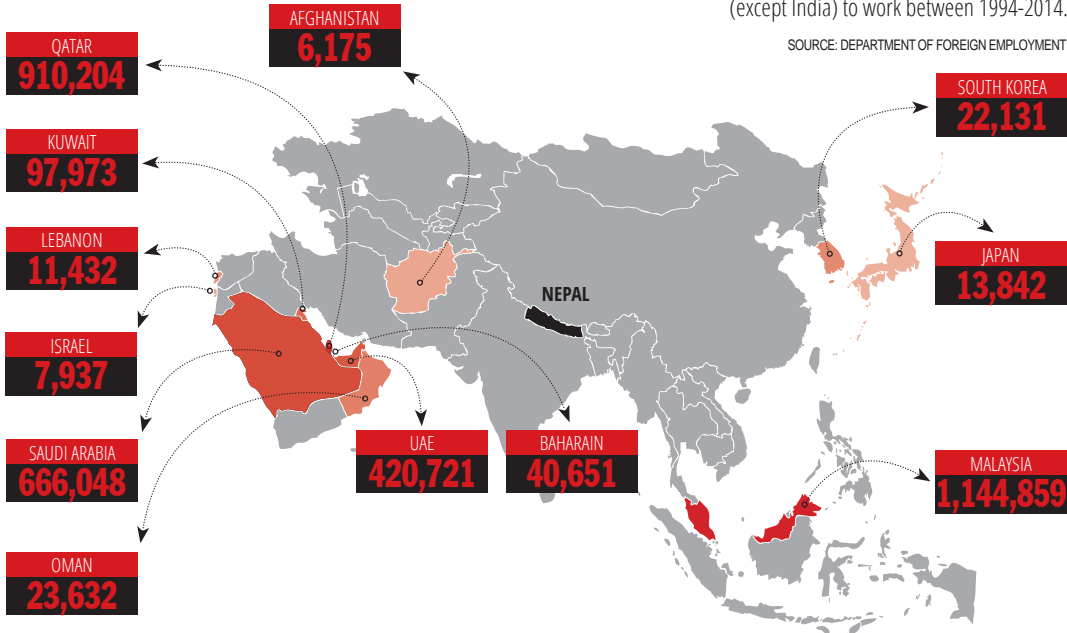 (except India) to work between 1994-2014.
SOURCE: DEPARTMENT OF FOREIGN EMPLOYMENT
AFGHANISTAN
6,175
QATAR
910,204
KUWAIT
97,973
LEBANON
11,432
ISRAEL
7,937
SAUDI ARABIA
666,048
OMAN
23,632
UAE
420,721
BAHARAIN
40,651
NEPAL
SOUTH KOREA
22,131
JAPAN
13,842
MALAYSIA
1,144,859